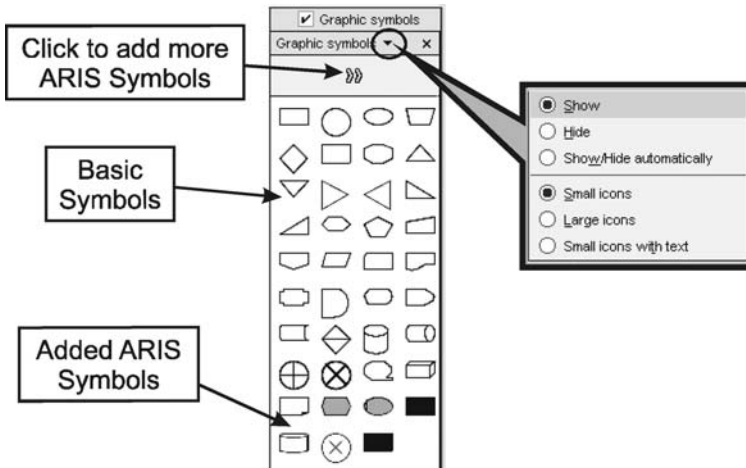 Graphic symbols
Click to add more
ARIS Symbols
Graphic symbols
Show
Hide
Show/Hide automatically
Small icons
Large icons
Small icons with text
Basic
Symbols
Added ARIS
Symbols